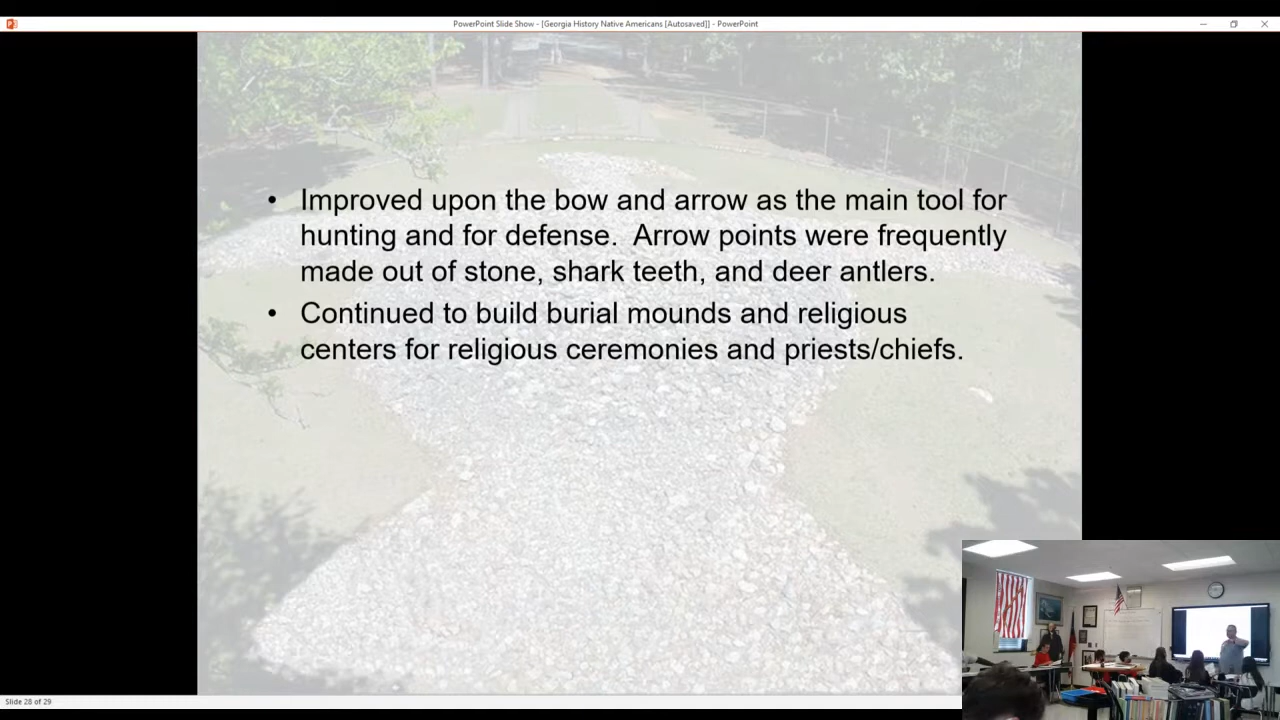 PowerPoint Slide Show - [Georgia History Native Americans [Autosaved]] - PowerPoint
• Improved upon the bow and arrow as the main tool for
hunting and for defense.  Arrow points were frequently
made out of stone, shark teeth, and deer antlers.
• Continued to build burial mounds and religious
centers for religious ceremonies and priests/chiefs.
Slide 28 of 29